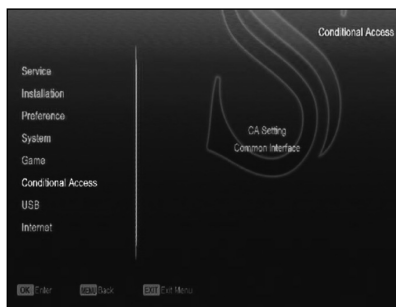 Conditional Access
Service
Installation
Preference
System
Game
Conditional Access
USB
Internet
CA Setting
Common Interface
OK Enter MENU Back EXIT Exit Menu